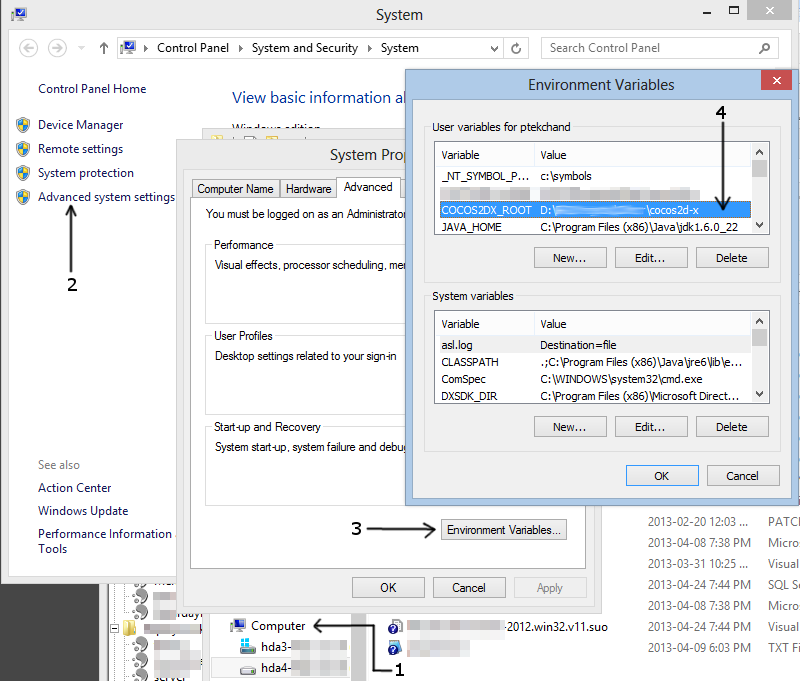 System
Control Panel
System and Security
System
Search Control Panel
Control Panel Home
Device Manager
Remote settings
System protection
Advanced system settings
2
See also
Action Center
Windows Update
Performance Information
Tools
View basic information a
Windows edition
System Prop
Computer Name
Hardware
Advanced
You must be logged on as an Administrator
Performance
Visual effects, processor scheduling, me
User Profiles
Desktop settings related to your sign-in
Start-up and Recovery
System start-up, system failure and debug
3
Environment Variables...
OK
Cancel
Apply
Environment Variables
4
User variables for ptekchand
Variable Value
_NT_SYMBOL_P... c:\symbols
COCOS2DX_ROOT D:\ \cocos2d-x
JAVA_HOME C:\Program Files (x86)\Java\jdk1.6.0_22
New... Edit... Delete
System variables
Variable Value
asl.log Destination=file
CLASSPATH .;C:\Program Files (x86)\Java\jre6\lib\e...
ComSpec C:\WINDOWS\system32\cmd.exe
DXSDK_DIR C:\Program Files (x86)\Microsoft Direct...
New... Edit... Delete
OK Cancel
2013-02-20 12:03 ... PATC
2013-04-08 7:38 PM Micros
2013-03-31 10:25 ... Visual
2013-04-24 7:44 PM SQL Se
2013-04-08 7:38 PM Micros
2013-04-24 7:44 PM Visual
2013-04-09 6:03 PM TXT Fi
Computer
hda3-
hda4-
1
-2012.win32.v11.suo
server